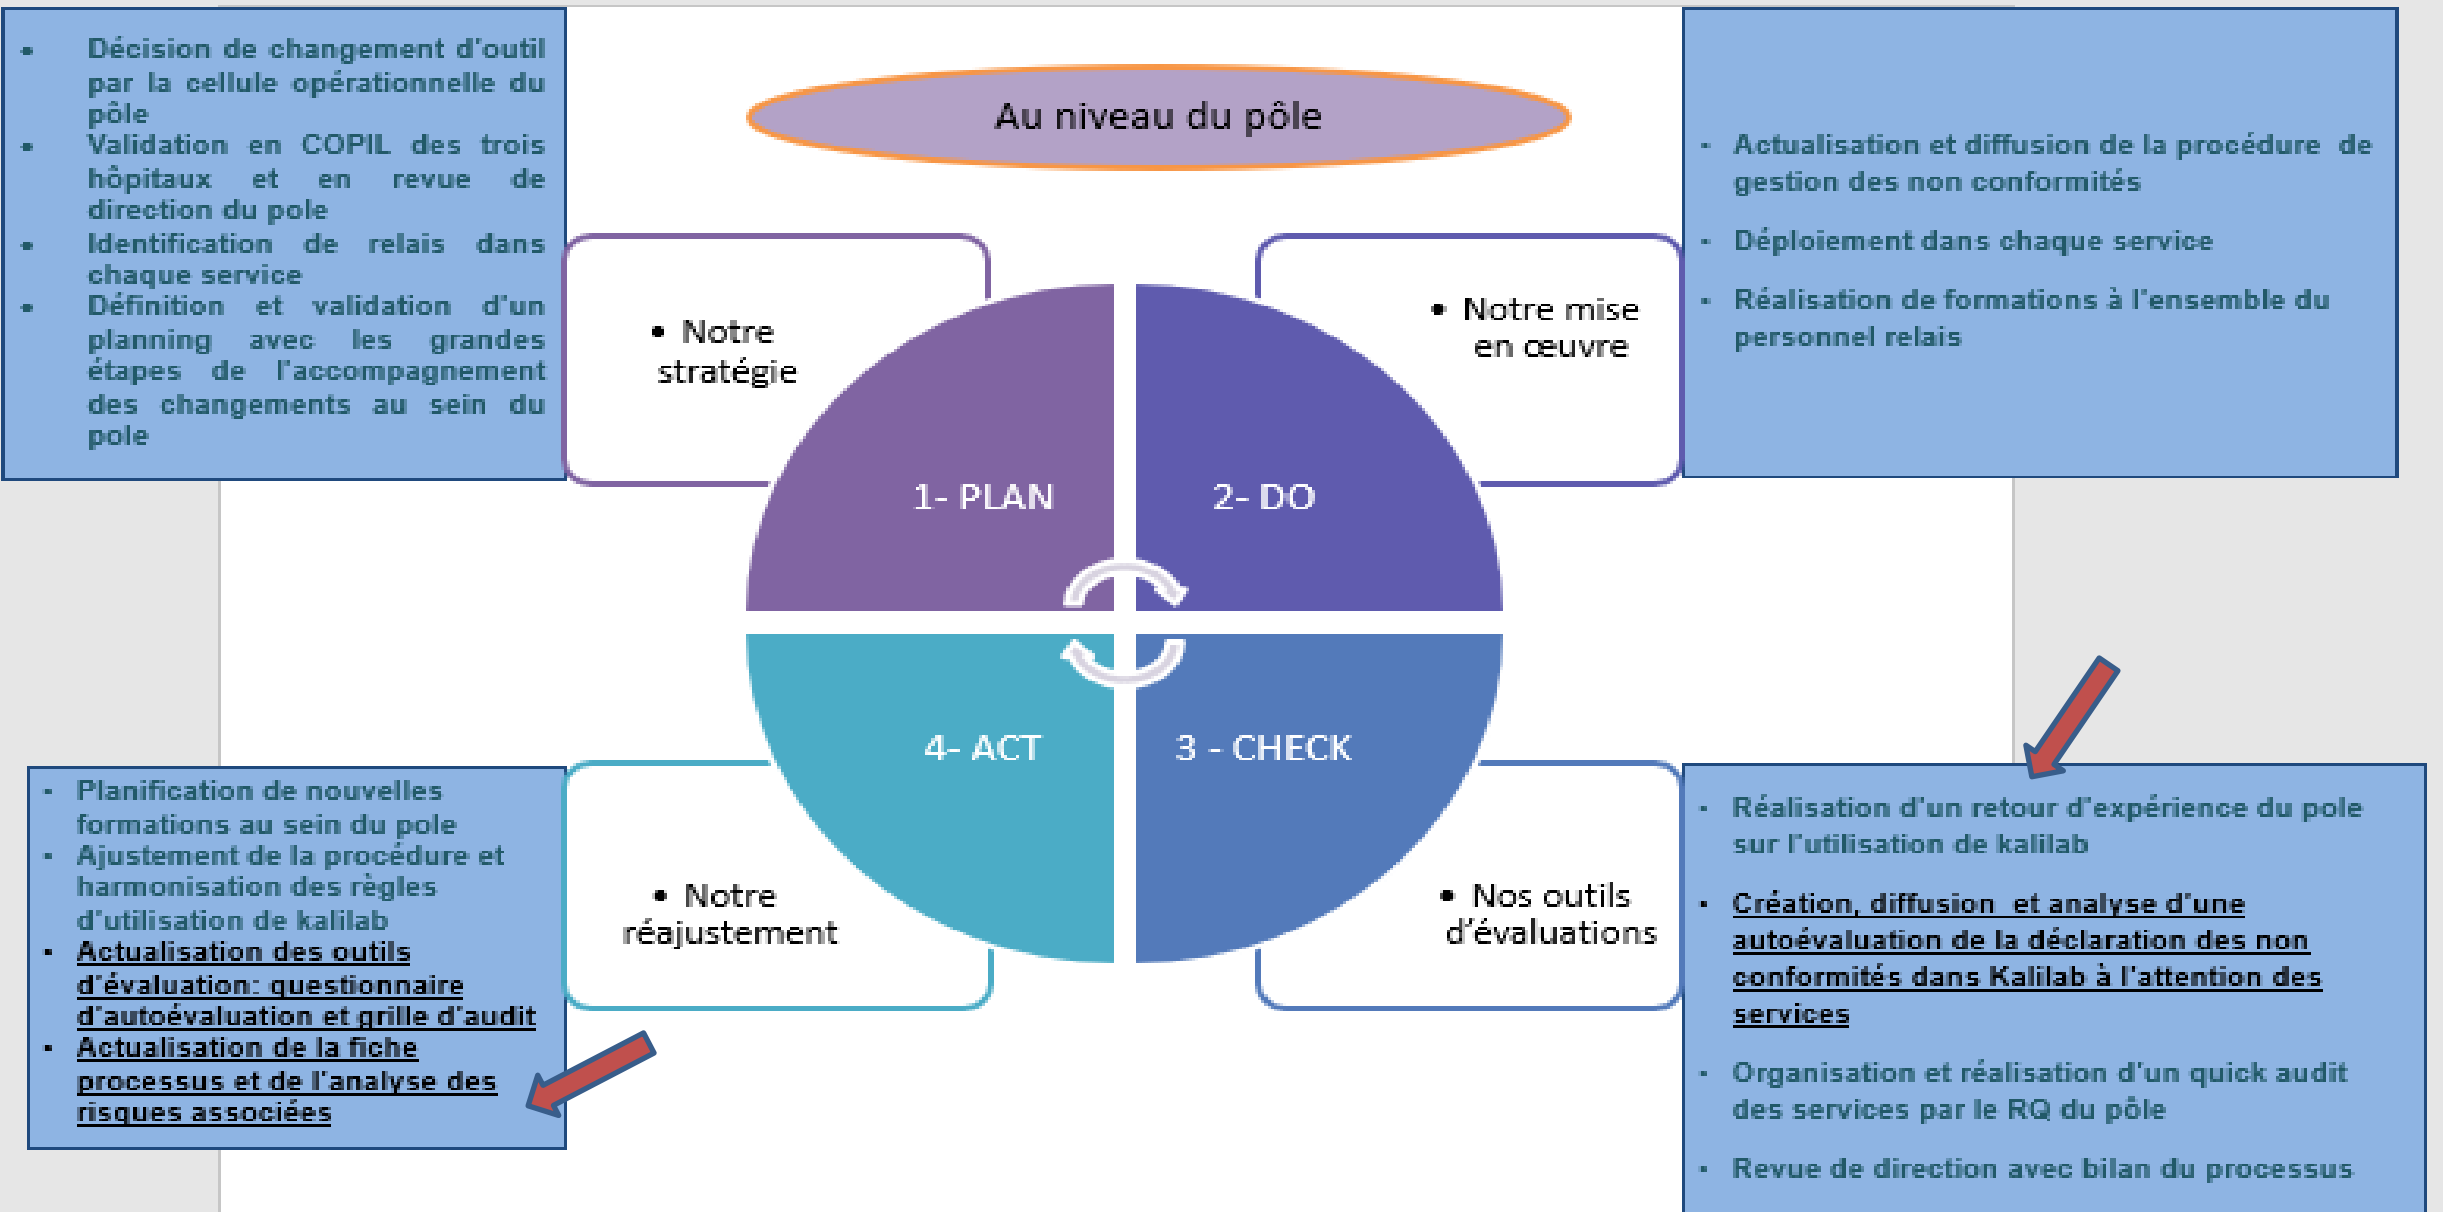 Au niveau du pôle
• Décision de changement d'outil
par la cellule opérationnelle du
pôle
• Validation en COPIL des trois
hôpitaux et en revue de
direction du pole
• Identification de relais dans
chaque service
• Définition et validation d'un
planning avec les grandes
étapes de l'accompagnement
des changements au sein du
pole
• Notre
stratégie
1- PLAN
• Notre mise
en œuvre
2- DO
- Actualisation et diffusion de la procédure de
gestion des non conformités
- Déploiement dans chaque service
- Réalisation de formations à l'ensemble du
personnel relais
4- ACT
• Notre
réajustement
- Planification de nouvelles
formations au sein du pole
- Ajustement de la procédure et
harmonisation des règles
d'utilisation de kalilab
- Actualisation des outils
d'évaluation: questionnaire
d'autoévaluation et grille d'audit
- Actualisation de la fiche
processus et de l'analyse des
risques associées
3 - CHECK
• Nos outils
d'évaluations
- Réalisation d'un retour d'expérience du pole
sur l'utilisation de kalilab
- Création, diffusion et analyse d'une
autoévaluation de la déclaration des non
conformités dans Kalilab à l'attention des
services
- Organisation et réalisation d'un quick audit
des services par le RQ du pôle
- Revue de direction avec bilan du processus